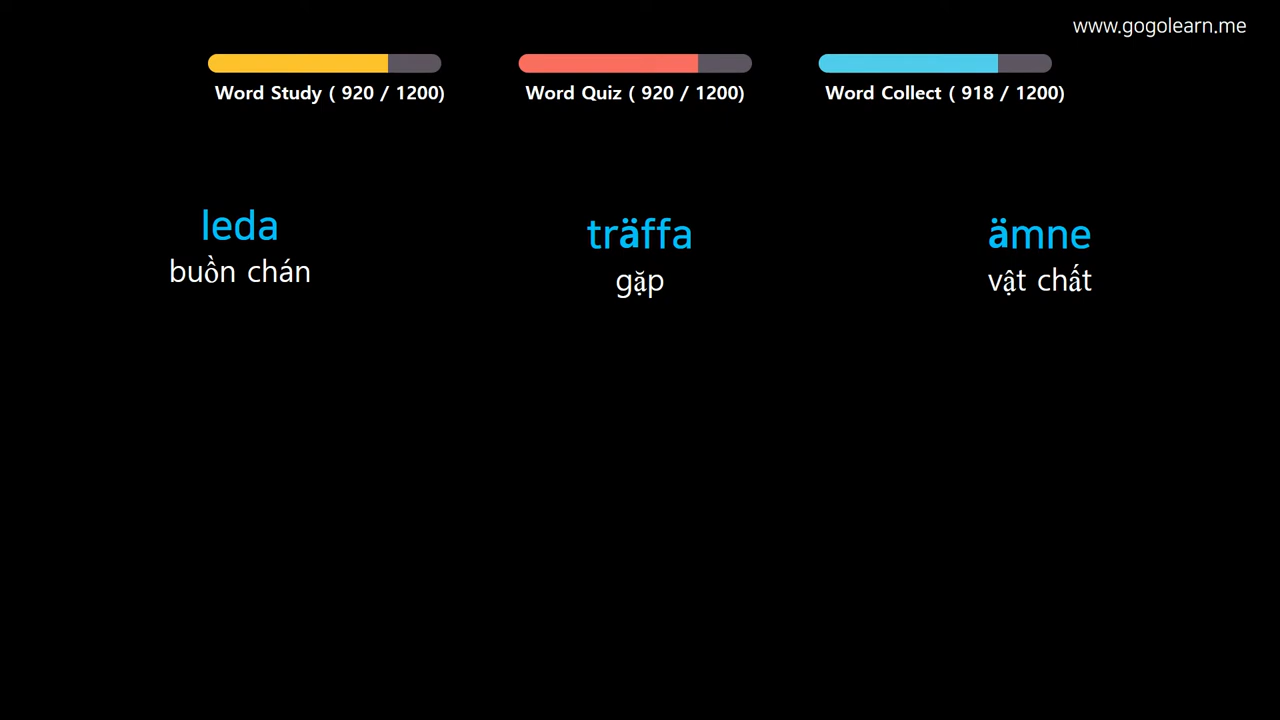 www.gogolearn.me
Word Study ( 920 / 1200)
Word Quiz ( 920 / 1200)
Word Collect ( 918 / 1200)
leda
buồn chán
träffa
gặp
ämne
vật chất